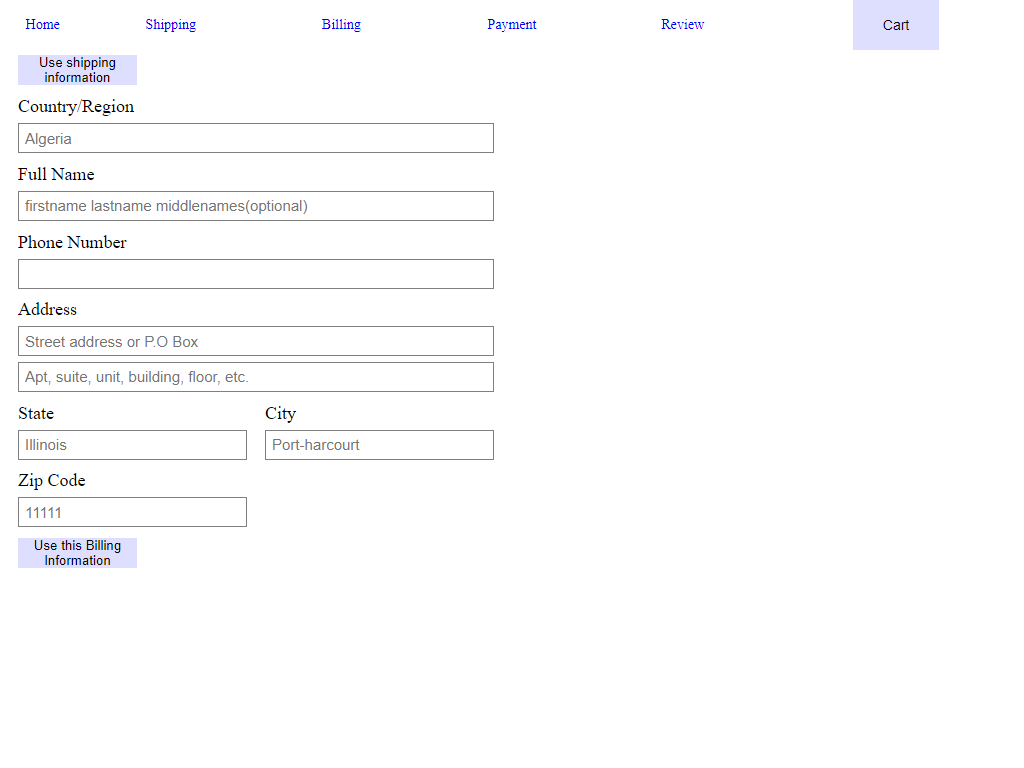 Home Shipping Billing Payment Review Cart
Use shipping
information
Country/Region
Algeria
Full Name
firstname lastname middlenames(optional)
Phone Number
Address
Street address or P.O Box
Apt, suite, unit, building, floor, etc.
State City
Illinois Port-harcourt
Zip Code
11111
Use this Billing
Information